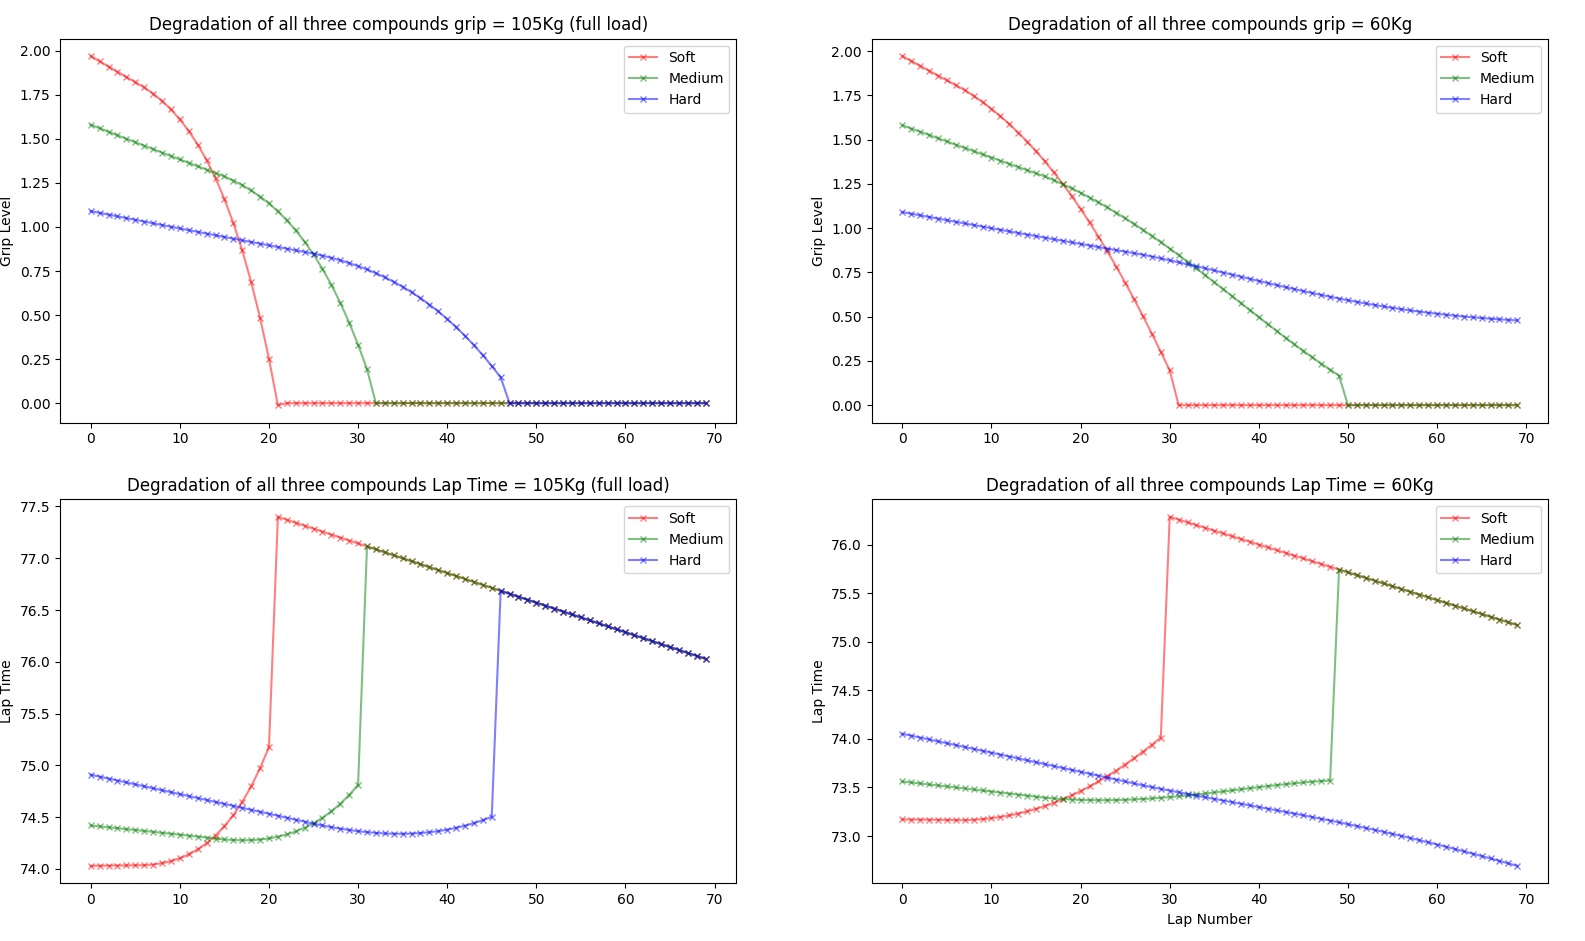 Degradation of all three compounds grip = 105Kg (full load)
2.00
1.75
1.50
1.25
1.00
0.75
0.50
0.25
0.00
Grip Level
0 10 20 30 40 50 60 70
Soft
Medium
Hard
Degradation of all three compounds grip = 60Kg
2.00
1.75
1.50
1.25
1.00
0.75
0.50
0.25
0.00
Grip Level
0 10 20 30 40 50 60 70
Soft
Medium
Hard
Degradation of all three compounds Lap Time = 105Kg (full load)
77.5
77.0
76.5
76.0
75.5
75.0
74.5
74.0
Lap Time
0 10 20 30 40 50 60 70
Soft
Medium
Hard
Degradation of all three compounds Lap Time = 60Kg
76.0
75.5
75.0
74.5
74.0
73.5
73.0
Lap Time
0 10 20 30 40 50 60 70
Lap Number
Soft
Medium
Hard